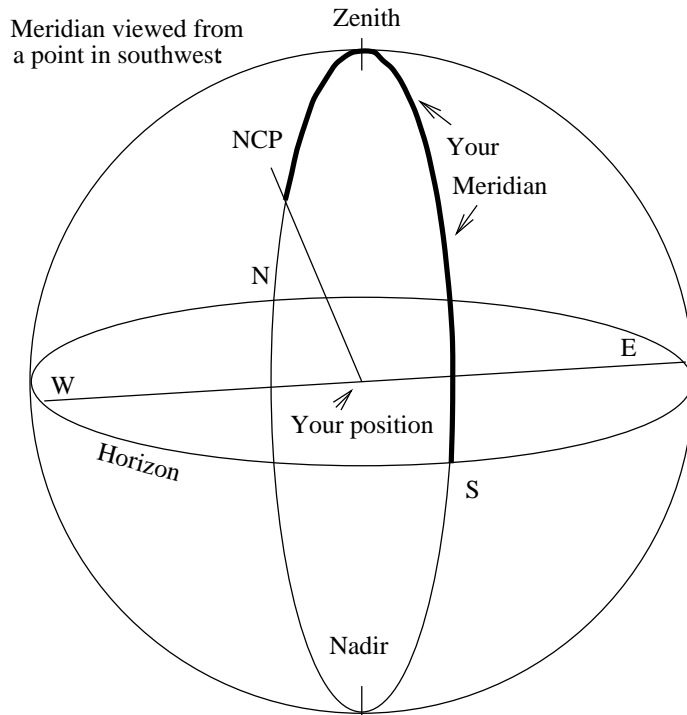 Meridian viewed from
a point in southwest
Zenith
NCP
Your
Meridian
N
E
W
Your position
Horizon
S
Nadir